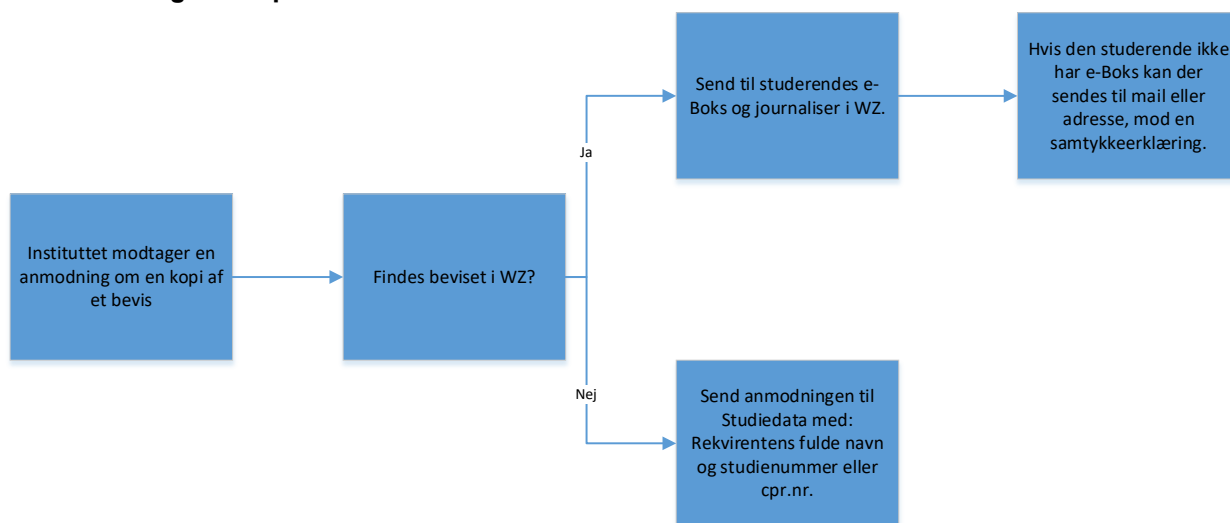 Instituttet modtager en
anmodning om en kopi af
et bevis
Findes beviset i WZ?
Ja
Send til studerendes e-
Boks og journaliser i WZ.
Hvis den studerende ikke
har e-Boks kan der
sendes til mail eller
adresse, mod en
samtykkeerklæring.
Nej
Send anmodningen til
Studiedata med:
Rekvirentens fulde navn
og studienummer eller
cpr.nr.